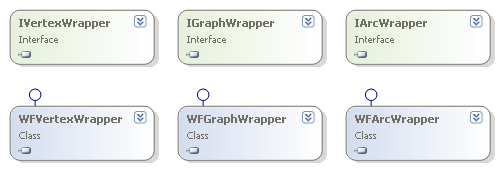 IVertexWrapper
Interface
IGraphWrapper
Interface
IArcWrapper
Interface
WFVertexWrapper
Class
WFGraphWrapper
Class
WFArcWrapper
Class